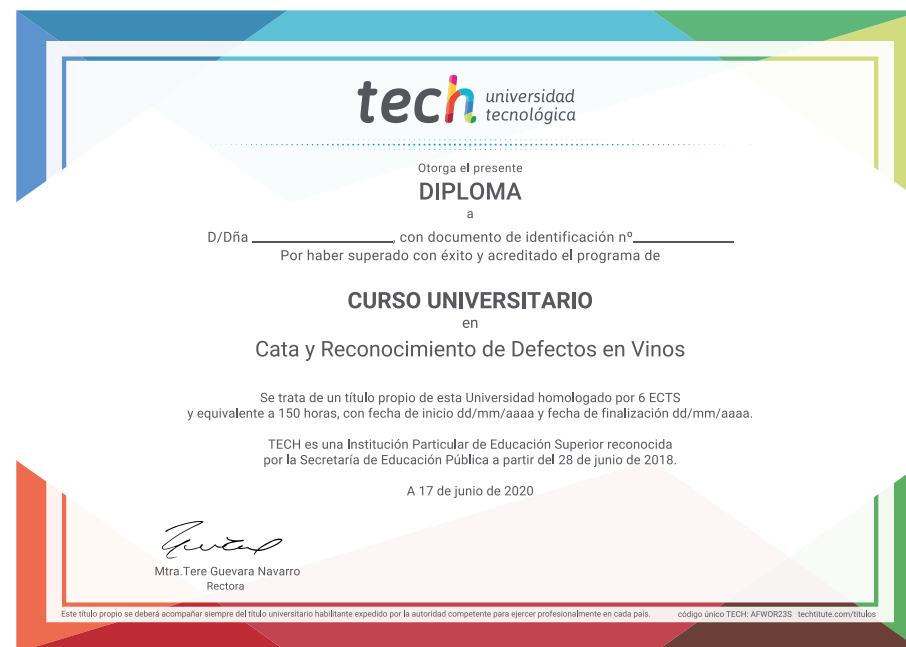 tech universidad
tecnológica
Otorga el presente
DIPLOMA
a
D/Dña ____________________, con documento de identificación nº______________
Por haber superado con éxito y acreditado el programa de
CURSO UNIVERSITARIO
en
Cata y Reconocimiento de Defectos en Vinos
Se trata de un título propio de esta Universidad homologado por 6 ECTS
y equivalente a 150 horas, con fecha de inicio dd/mm/aaaa y fecha de finalización dd/mm/aaaa.
TECH es una Institución Particular de Educación Superior reconocida
por la Secretaría de Educación Pública a partir del 28 de junio de 2018.
A 17 de junio de 2020
Mtra.Tere Guevara Navarro
Rectora
Este título propio se deberá acompañar siempre del título universitario habilitante expedido por la autoridad competente para ejercer profesionalmente en cada país. código único TECH: AFWOR23S techtitute.com/titulos